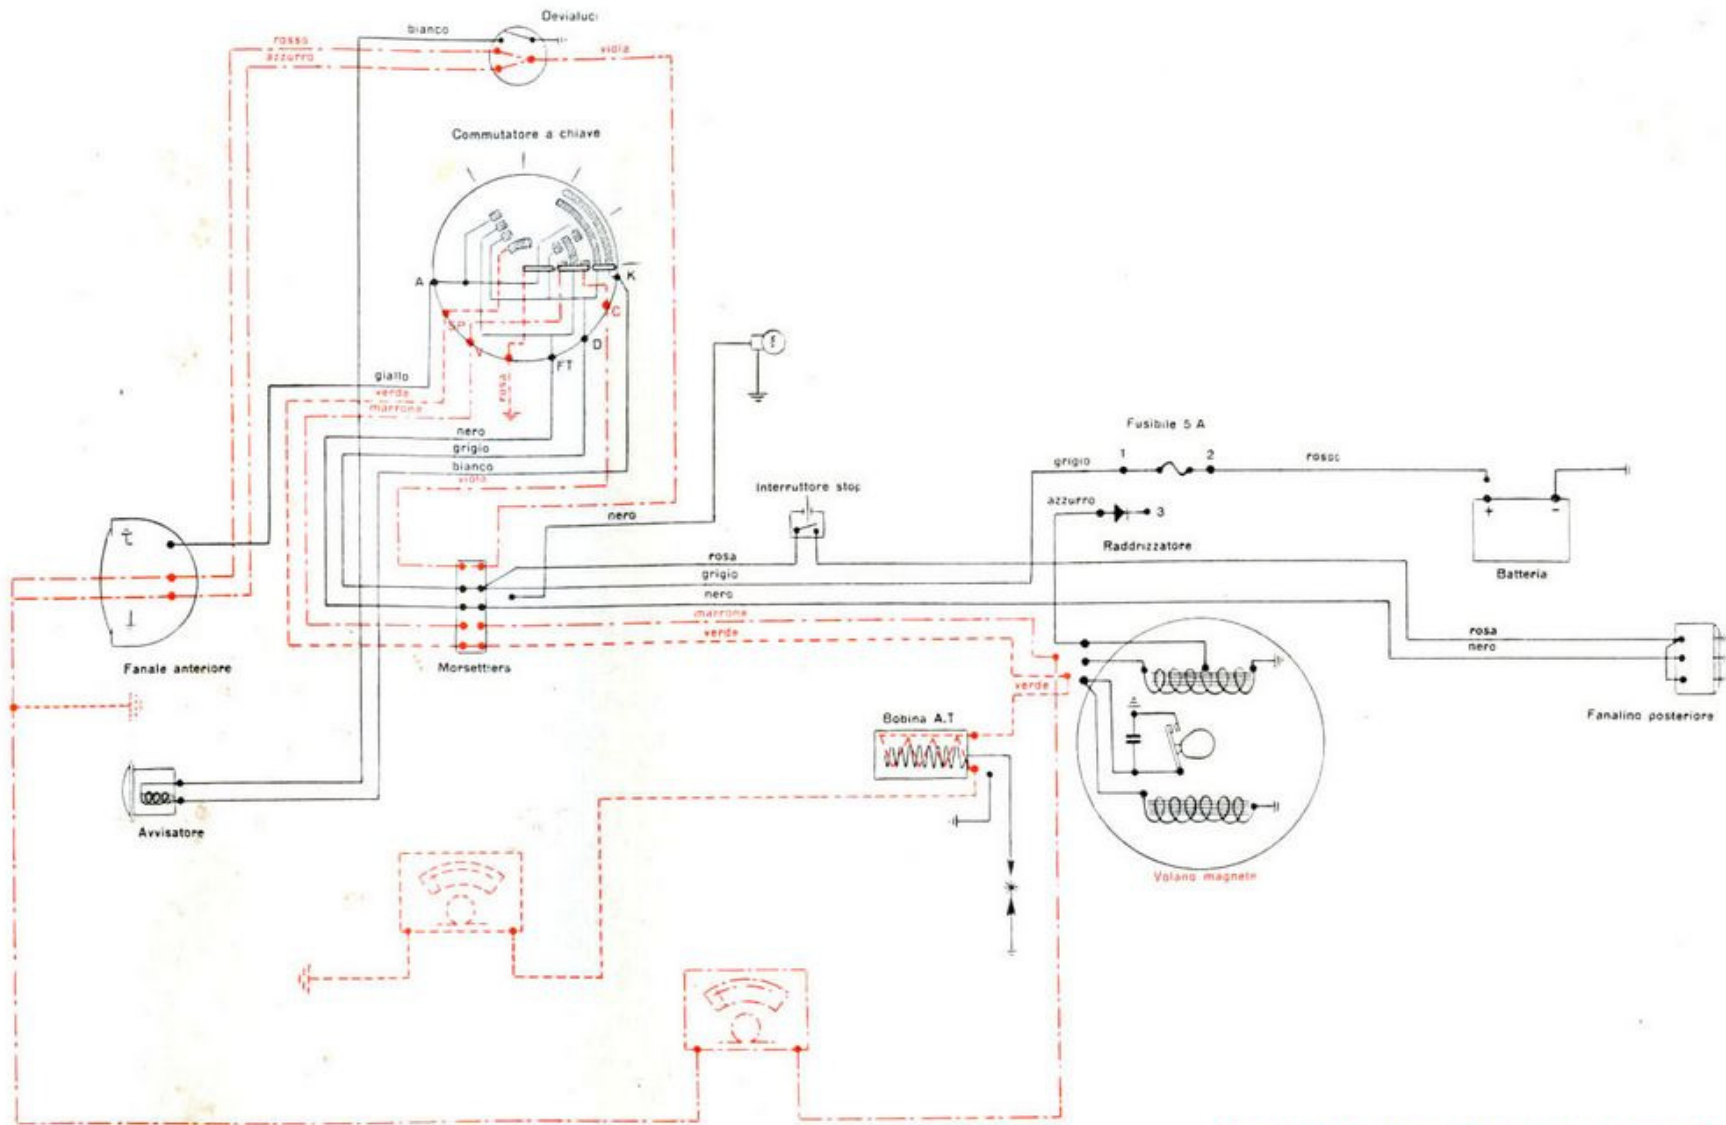 Devialuci
bianco
rosso
azzurro
viola
Commutatore a chiave
A
K
C
SP
V
D
FT
giallo
verde
marrone
rosa
nero
grigio
bianco
viola
Fusibile 5 A
1
2
grigio
rosso
Interruttore stop
azzurro
3
nero
+
-
Raddrizzatore
rosa
Batteria
grigio
nero
marrone
verde
rosa
nero
Fanale anteriore
Morsettiera
verde
Bobina A.T
Fanalino posteriore
Avvisatore
Volano magnete